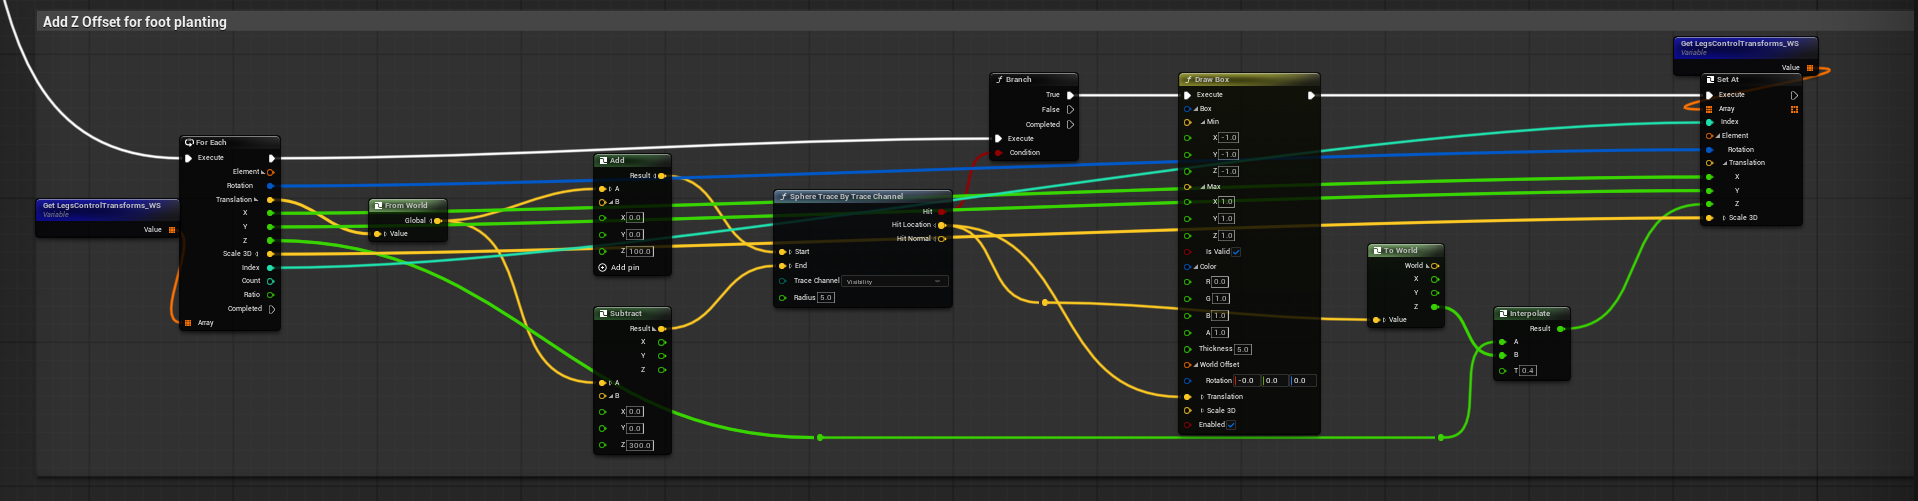 Add Z Offset for foot planting
Get LegsControlTransforms_WS
Variable
Value
For Each
Execute
Element
Rotation
Translation
X
Y
Z
Scale 3D
Index
Count
Ratio
Completed
Array
From World
Global
Value
Add
Result
A
B
X 0.0
Y 0.0
Z 100.0
Add pin
Subtract
Result
X
Y
Z
A
B
X 0.0
Y 0.0
Z 300.0
Sphere Trace By Trace Channel
Hit
Hit Location
Hit Normal
Start
End
Trace Channel Visibility
Radius 5.0
Branch
True
False
Completed
Execute
Condition
Draw Box
Execute
Box
Min
X -1.0
Y -1.0
Z -1.0
Max
X 1.0
Y 1.0
Z 1.0
Is Valid
Color
R 0.0
G 1.0
B 1.0
A 1.0
Thickness 5.0
World Offset
Rotation -0.0 0.0 0.0
Translation
Scale 3D
Enabled
To World
World
X
Y
Z
Value
Interpolate
Result
A
B
T 0.4
Get LegsControlTransforms_WS
Variable
Value
Set At
Execute
Array
Index
Element
Rotation
Translation
X
Y
Z
Scale 3D